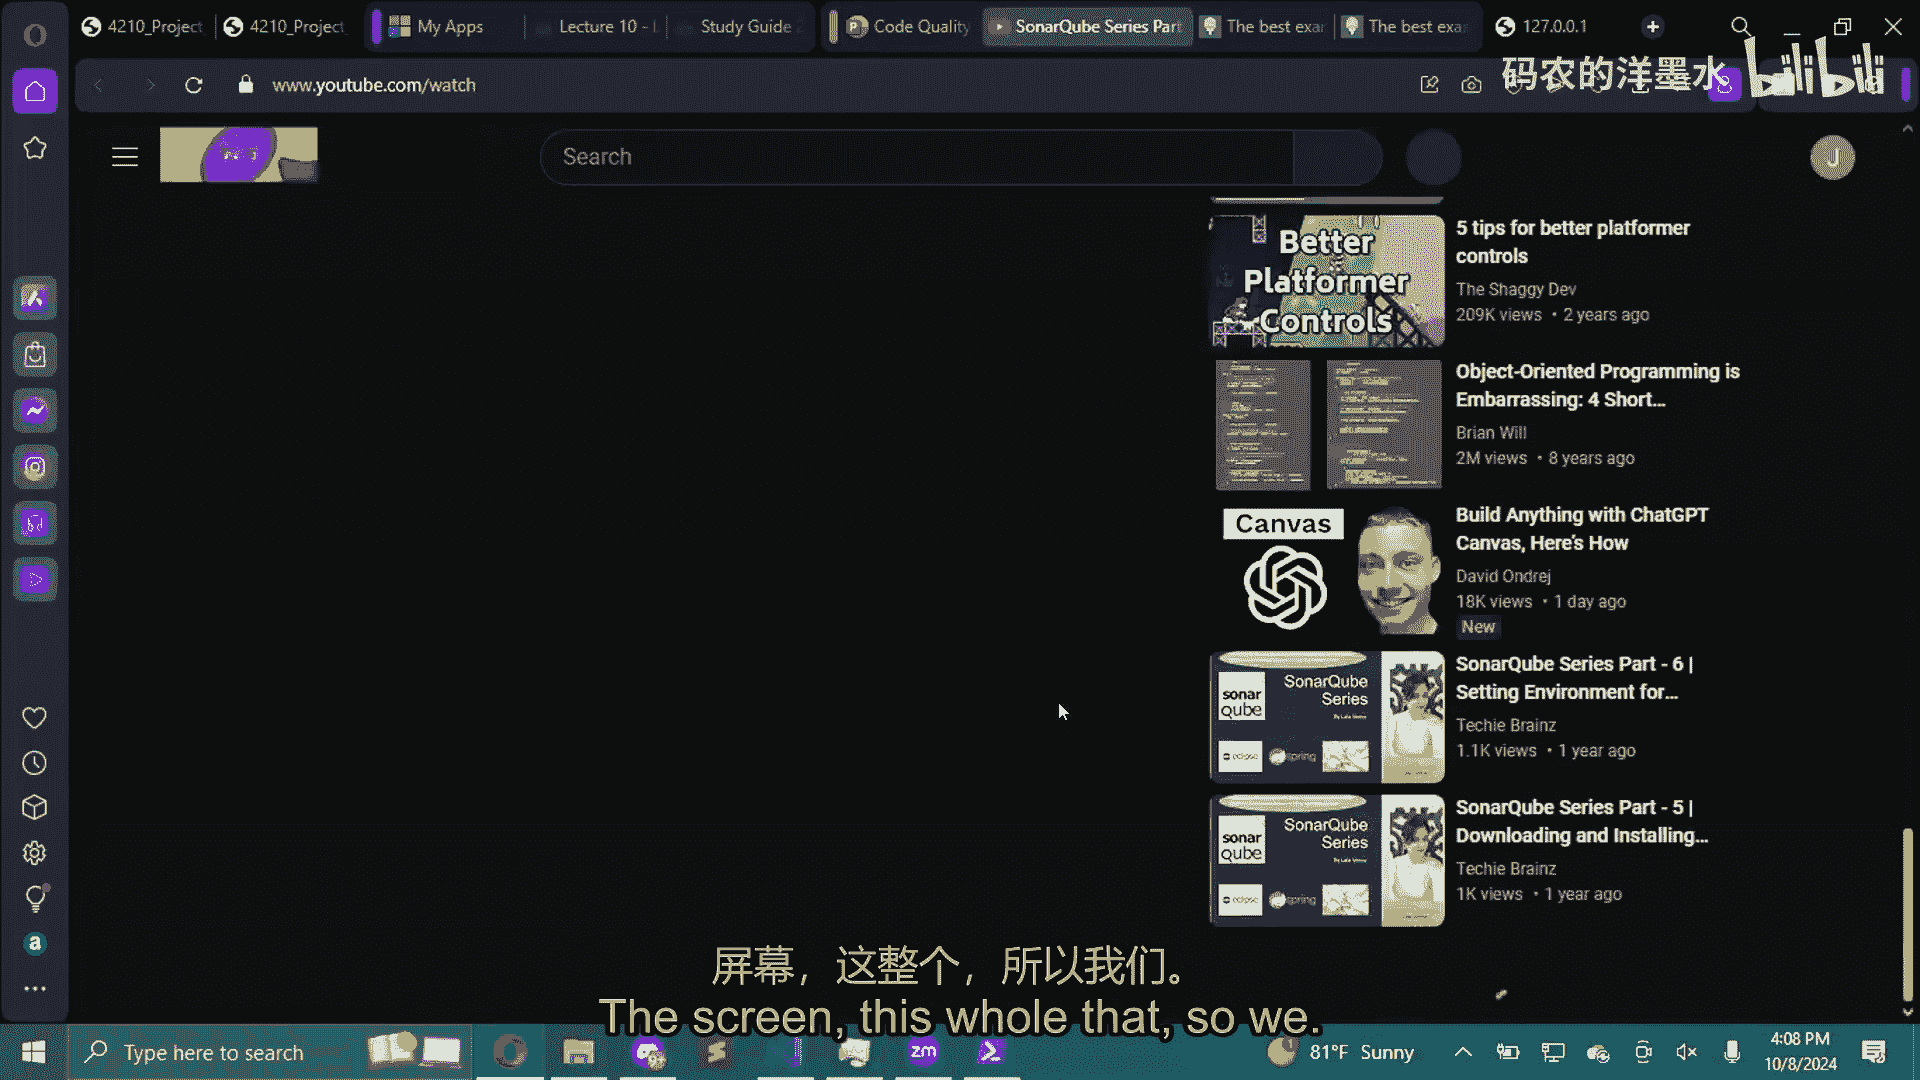 4210_Project
4210_Project
My Apps
Lecture 10 -
Study Guide
Code Quality
SonarQube Series Part
The best exa
The best exa
127.0.0.1
www.youtube.com/watch
码农的洋墨水
bilibili
Search
J
Better
Platformer
Controls
5 tips for better platformer
controls
The Shaggy Dev
209K views • 2 years ago
Object-Oriented Programming is
Embarrassing: 4 Short...
Brian Will
2M views • 8 years ago
Canvas
Build Anything with ChatGPT
Canvas, Here's How
David Ondrej
18K views • 1 day ago
New
sonar
qube
SonarQube
Series
eclipse
spring
SonarQube Series Part - 6 |
Setting Environment for...
Techie Brainz
1.1K views • 1 year ago
sonar
qube
SonarQube
Series
eclipse
spring
SonarQube Series Part - 5 |
Downloading and Installing...
Techie Brainz
1K views • 1 year ago
a
屏幕，这整个，所以我们。
The screen, this whole that, so we.
Type here to search
zm
81°F Sunny
4:08 PM
10/8/2024